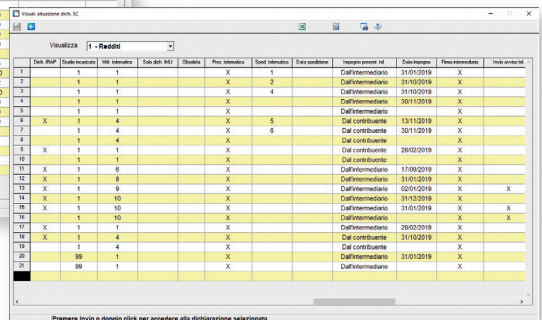 Visual. situazione dich. SC
Visualizza 1 - Redditi
Dich. IRAP Studio incaricato Mitt. telematico Solo dich. IMU Obsoleta Pres. telematica Sped. telematica Data spedizione Impegno present. tel. Data impegno Firma intermediario Invio avviso tel.
1 1 1 X 1 Dall'intermediario 31/01/2019 X
2 1 1 X 2 Dall'intermediario 31/10/2019 X
3 1 1 X 4 Dall'intermediario 31/10/2019 X
4 1 1 X Dall'intermediario 30/11/2019 X
5 1 1 X Dall'intermediario X
6 X 1 4 X 5 Dal contribuente 13/11/2019 X
7 1 4 X 6 Dal contribuente 30/11/2019 X
8 1 4 X Dal contribuente X
9 X 1 1 X Dal contribuente 28/02/2019 X
10 1 1 X Dal contribuente X
11 X 1 6 X Dall'intermediario 17/09/2019 X
12 X 1 8 X Dall'intermediario 31/01/2019 X
13 X 1 9 X Dall'intermediario 02/01/2019 X X
14 X 1 10 X Dall'intermediario 31/12/2019 X
15 X 1 10 X Dall'intermediario 31/01/2019 X X
16 1 10 X Dall'intermediario X X
17 X 1 1 X Dall'intermediario 28/02/2019 X
18 X 1 4 X Dal contribuente 31/10/2019 X
19 1 4 X Dal contribuente X
20 99 1 X Dall'intermediario 31/01/2019 X
21 99 1 X Dall'intermediario X
Premere Invio o doppio click per accedere alla dichiarazione selezionata